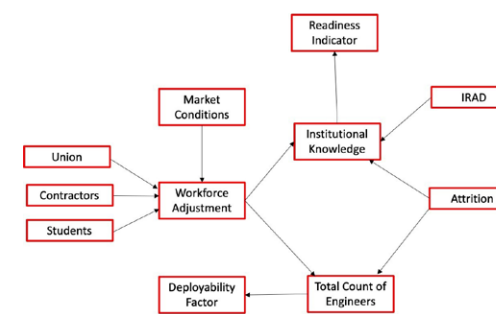 Readiness
Indicator
Market
Conditions
IRAD
Institutional
Knowledge
Union
Contractors
Students
Workforce
Adjustment
Attrition
Deployability
Factor
Total Count of
Engineers